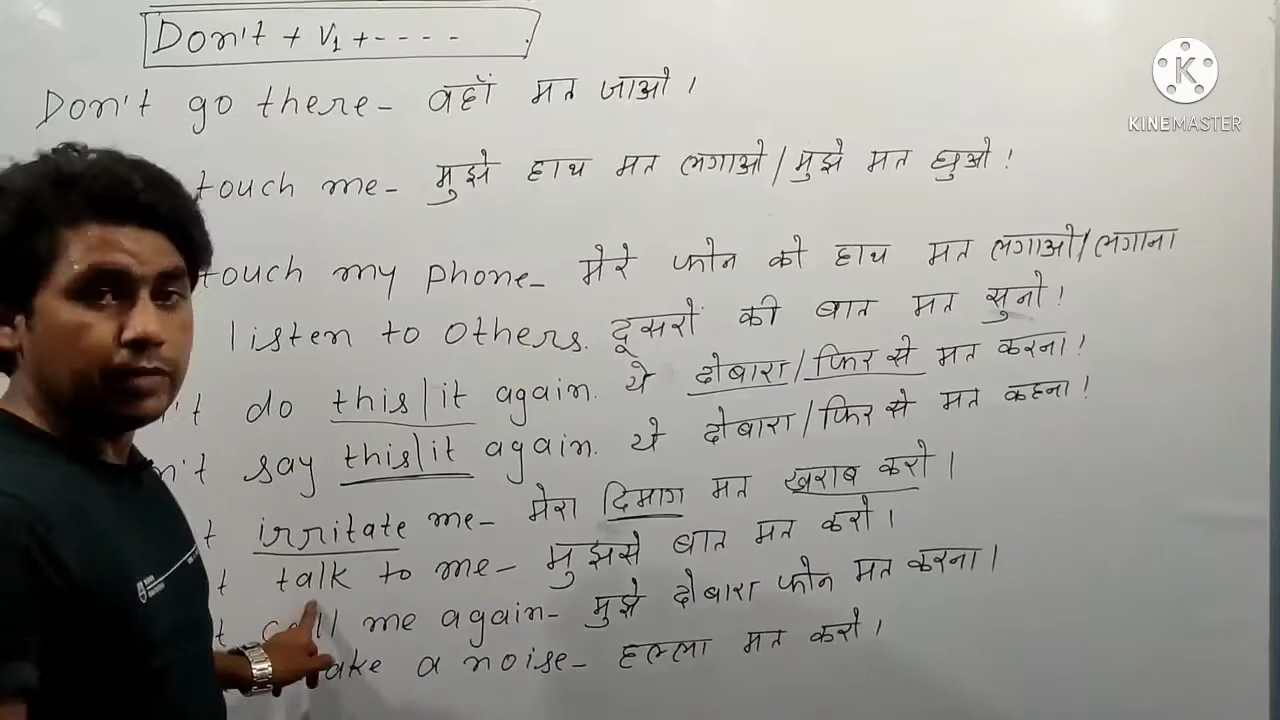 Don't + V1 + - - - -
Don't go there - वहाँ मत जाओ।
touch me - मुझे हाथ मत लगाओ/मुझे मत छुओ!
touch my phone - मेरे फोन को हाथ मत लगाओ/लगाना
listen to others. दूसरों की बात मत सुनो!
't do this/it again. ये दोबारा/फिर से मत करना!
n't say this/it again. ये दोबारा/फिर से मत कहना!
t irritate me - मेरा दिमाग मत खराब करो।
t talk to me - मुझसे बात मत करो।
t call me again - मुझे दोबारा फोन मत करना।
ake a noise - हल्ला मत करो।
K
KINEMASTER